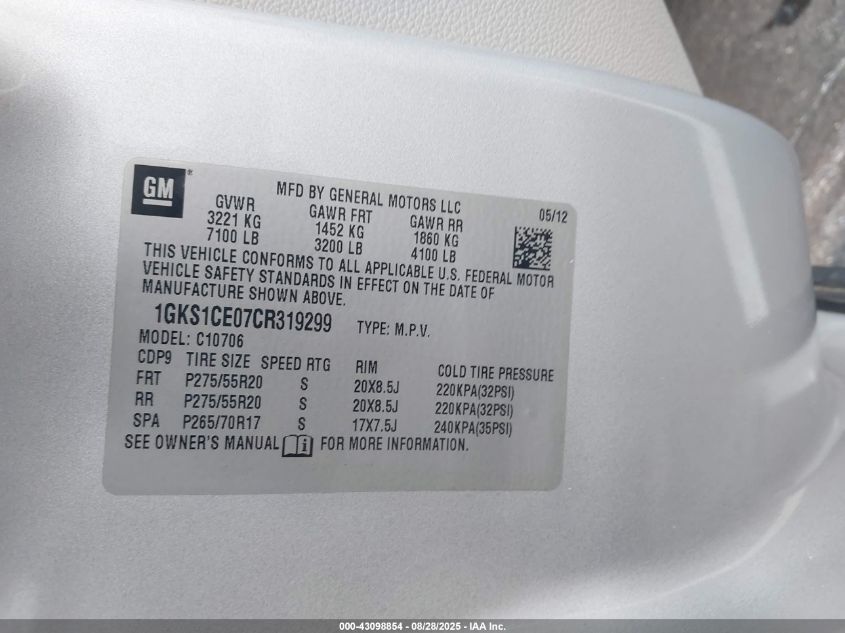 GM®
MFD BY GENERAL MOTORS LLC 05/12
GVWR GAWR FRT GAWR RR
3221 KG 1452 KG 1860 KG
7100 LB 3200 LB 4100 LB
THIS VEHICLE CONFORMS TO ALL APPLICABLE U.S. FEDERAL MOTOR
VEHICLE SAFETY STANDARDS IN EFFECT ON THE DATE OF
MANUFACTURE SHOWN ABOVE.
1GKS1CE07CR319299 TYPE: M.P.V.
MODEL: C10706
CDP9 TIRE SIZE SPEED RTG RIM COLD TIRE PRESSURE
FRT P275/55R20 S 20X8.5J 220KPA(32PSI)
RR P275/55R20 S 20X8.5J 220KPA(32PSI)
SPA P265/70R17 S 17X7.5J 240KPA(35PSI)
SEE OWNER'S MANUAL i FOR MORE INFORMATION.
000-43098854 - 08/28/2025 - IAA Inc.